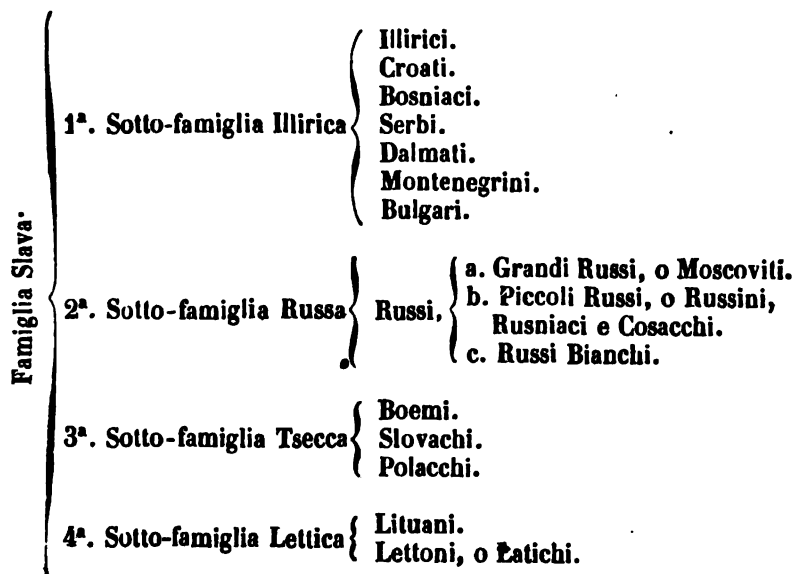 Famiglia Slava.
1ª. Sotto-famiglia Illirica
Illirici.
Croati.
Bosniaci.
Serbi.
Dalmati.
Montenegrini.
Bulgari.
2ª. Sotto-famiglia Russa
Russi,
a. Grandi Russi, o Moscoviti.
b. Piccoli Russi, o Russini,
Rusniaci e Cosacchi.
c. Russi Bianchi.
3ª. Sotto-famiglia Tsecca
Boemi.
Slovachi.
Polacchi.
4ª. Sotto-famiglia Lettica
Lituani.
Lettoni, o Łatichi.